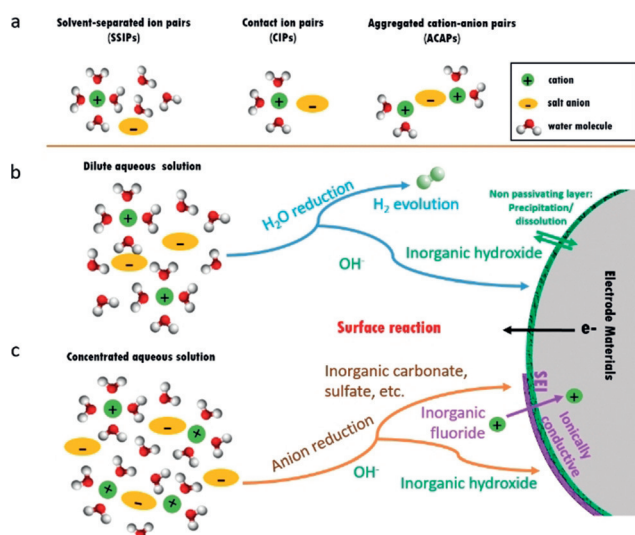 a
Solvent-separated ion pairs
(SSIPs)
Contact ion pairs
(CIPs)
Aggregated cation-anion pairs
(ACAPs)
+
-
+
-
+
-
+
+
cation
-
salt anion
water molecule
b
Dilute aqueous solution
+
-
-
+
H₂O reduction
H₂ evolution
OH⁻
Inorganic hydroxide
Non passivating layer:
Precipitation/
dissolution
Surface reaction
e-
Electrode Materials
c
Concentrated aqueous solution
+
-
+
-
-
+
-
+
Anion reduction
Inorganic carbonate,
sulfate, etc.
Inorganic
fluoride
+
+
OH⁻
Inorganic hydroxide
SEI
Ionically
conductive